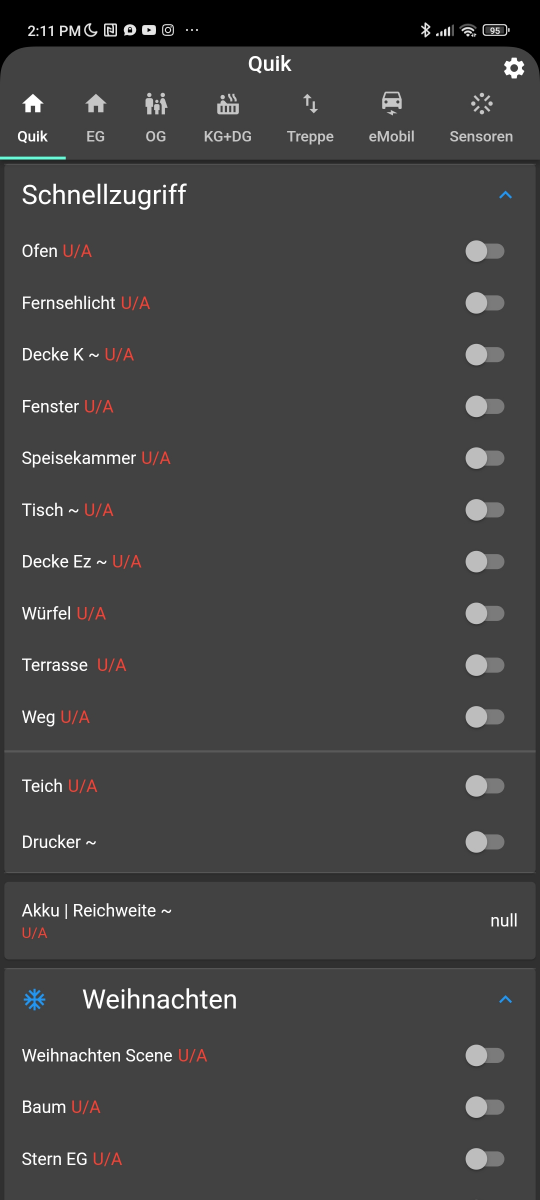 2:11 PM 95
Quik
Quik EG OG KG+DG Treppe eMobil Sensoren
Schnellzugriff
Ofen U/A
Fernsehlicht U/A
Decke K ~ U/A
Fenster U/A
Speisekammer U/A
Tisch ~ U/A
Decke Ez ~ U/A
Würfel U/A
Terrasse U/A
Weg U/A
Teich U/A
Drucker ~
Akku | Reichweite ~
U/A
null
Weihnachten
Weihnachten Scene U/A
Baum U/A
Stern EG U/A